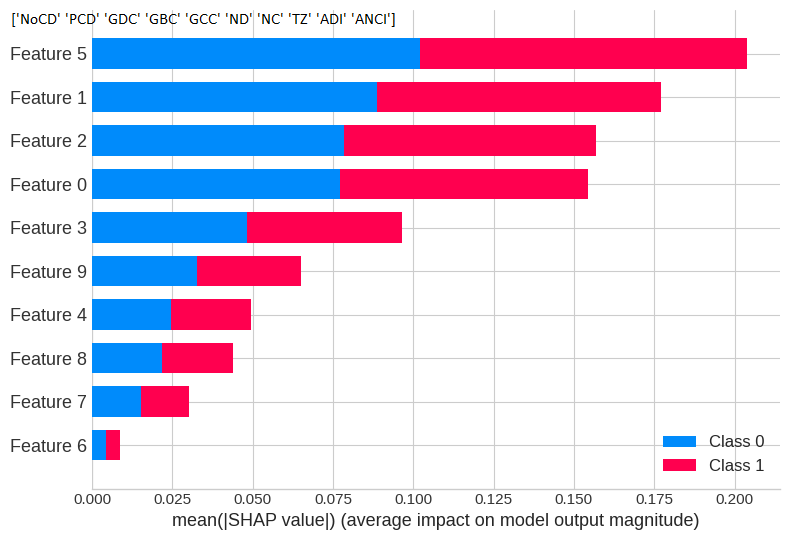 ['NoCD' 'PCD' 'GDC' 'GBC' 'GCC' 'ND' 'NC' 'TZ' 'ADI' 'ANCI']
Feature 5
Feature 1
Feature 2
Feature 0
Feature 3
Feature 9
Feature 4
Feature 8
Feature 7
Feature 6
Class 0
Class 1
0.000 0.025 0.050 0.075 0.100 0.125 0.150 0.175 0.200
mean(|SHAP value|) (average impact on model output magnitude)